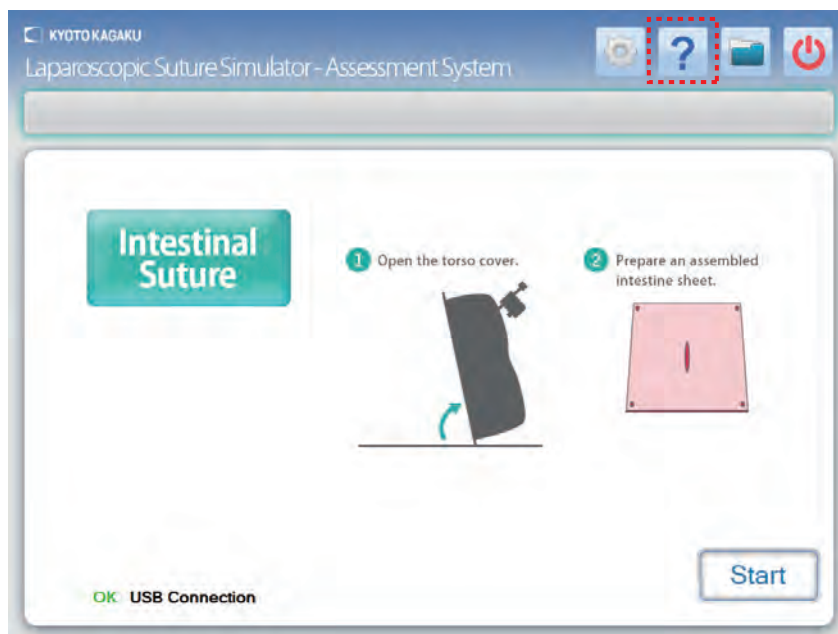 KYOTO KAGAKU
Laparoscopic Suture Simulator - Assessment System
?
Intestinal
Suture
1 Open the torso cover.
2 Prepare an assembled
intestine sheet.
Start
OK USB Connection